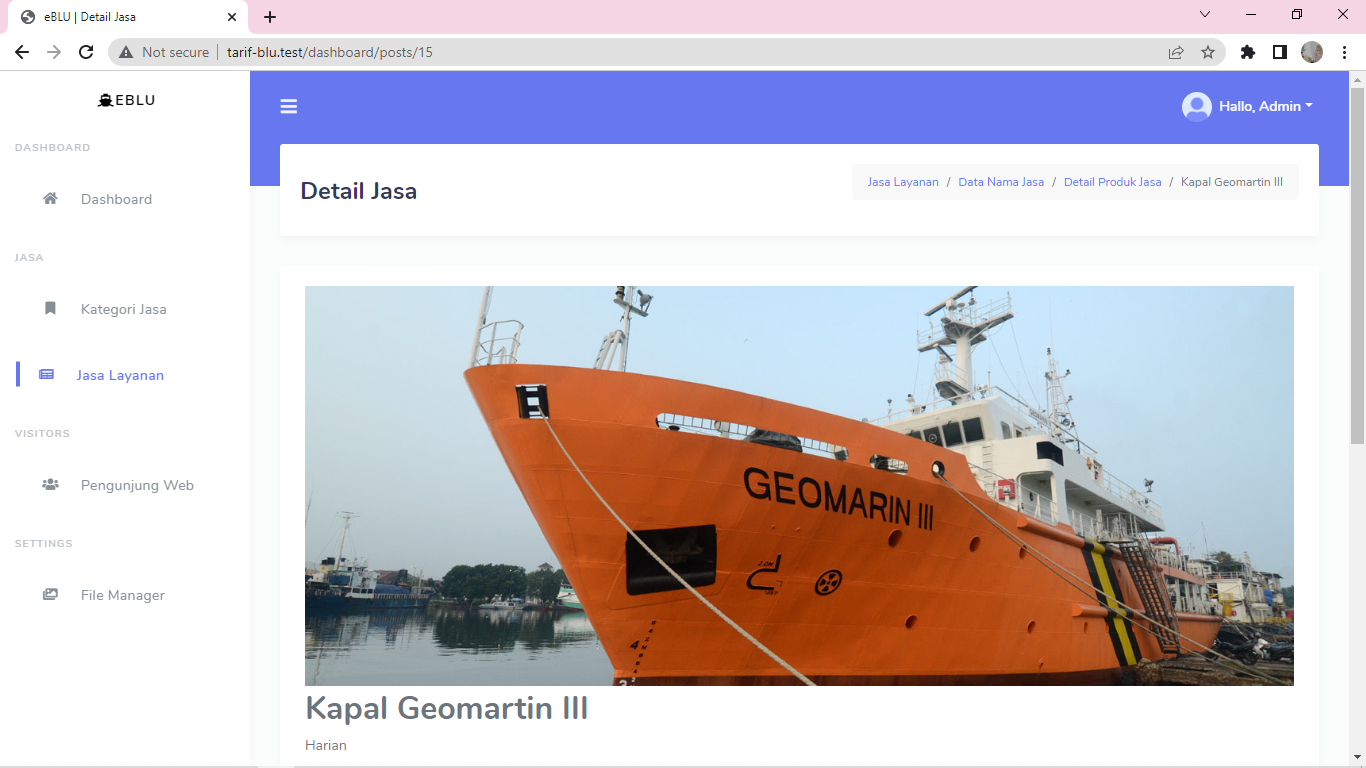 eBLU | Detail Jasa
Not secure
tarif-blu.test/dashboard/posts/15
EBLU
Hallo, Admin
DASHBOARD
Dashboard
JASA
Kategori Jasa
Jasa Layanan
VISITORS
Pengunjung Web
SETTINGS
File Manager
Detail Jasa
Jasa Layanan / Data Nama Jasa / Detail Produk Jasa / Kapal Geomartin III
GEOMARIN III
4
Kapal Geomartin III
Harian